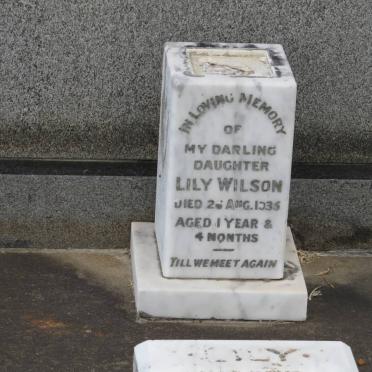 IN LOVING MEMORY
OF
MY DARLING
DAUGHTER
LILY WILSON
DIED AUG. 1935
AGED 1 YEAR &
4 MONTHS
TILL WE MEET AGAIN
LILY